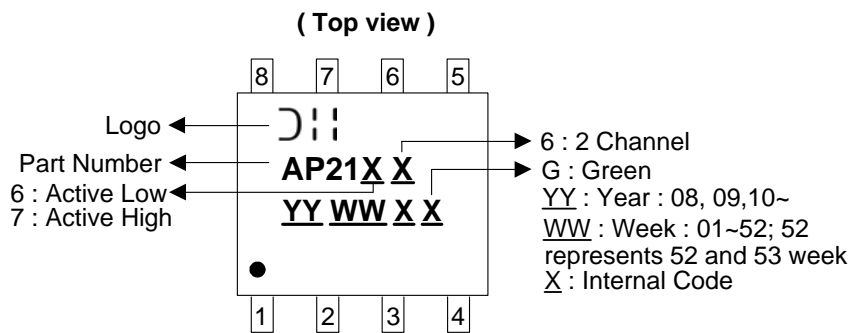 ( Top view )
8 7 6 5
Logo
Part Number
6 : Active Low
7 : Active High
AP21X X
YY WW X X
6 : 2 Channel
G : Green
YY : Year : 08, 09,10~
WW : Week : 01~52; 52
represents 52 and 53 week
X : Internal Code
1 2 3 4